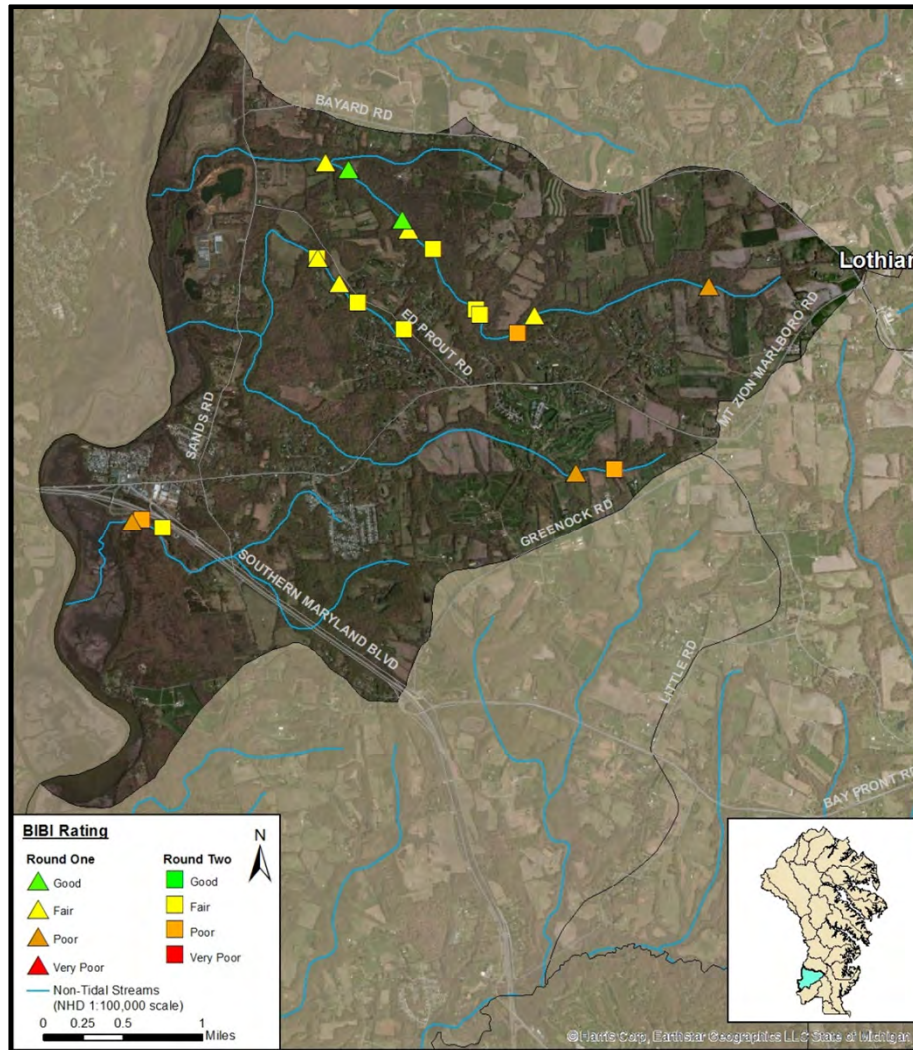 BAYARD RD
Lothian
ED PROUT RD
MT ZION MARLBORO RD
SANDS RD
GREENOCK RD
SOUTHERN MARYLAND BLVD
LITTLE RD
BAY FRONT RD
BIBI Rating
N
Round One
Round Two
Good
Good
Fair
Fair
Poor
Poor
Very Poor
Very Poor
Non-Tidal Streams
(NHD 1:100,000 scale)
0 0.25 0.5 1
Miles
© Harris Corp, Earthstar Geographics LLC State of Michigan